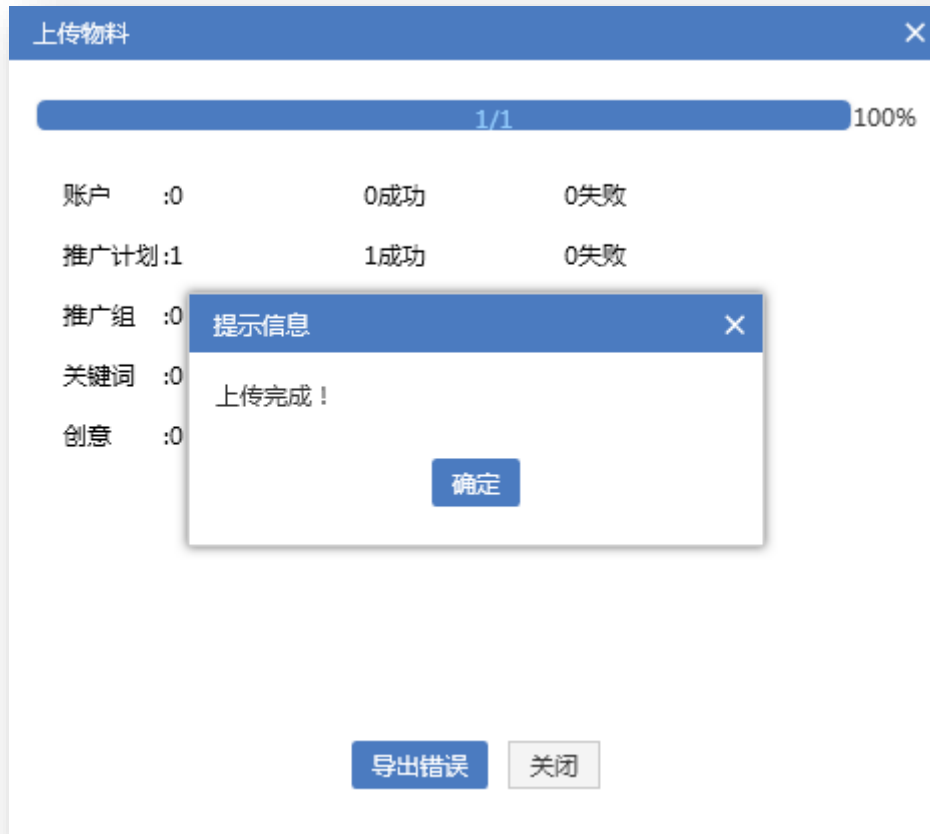 上传物料
1/1 100%
账户 :0 0成功 0失败
推广计划:1 1成功 0失败
推广组 :0
提示信息
关键词 :0
上传完成！
创意 :0
确定
导出错误 关闭